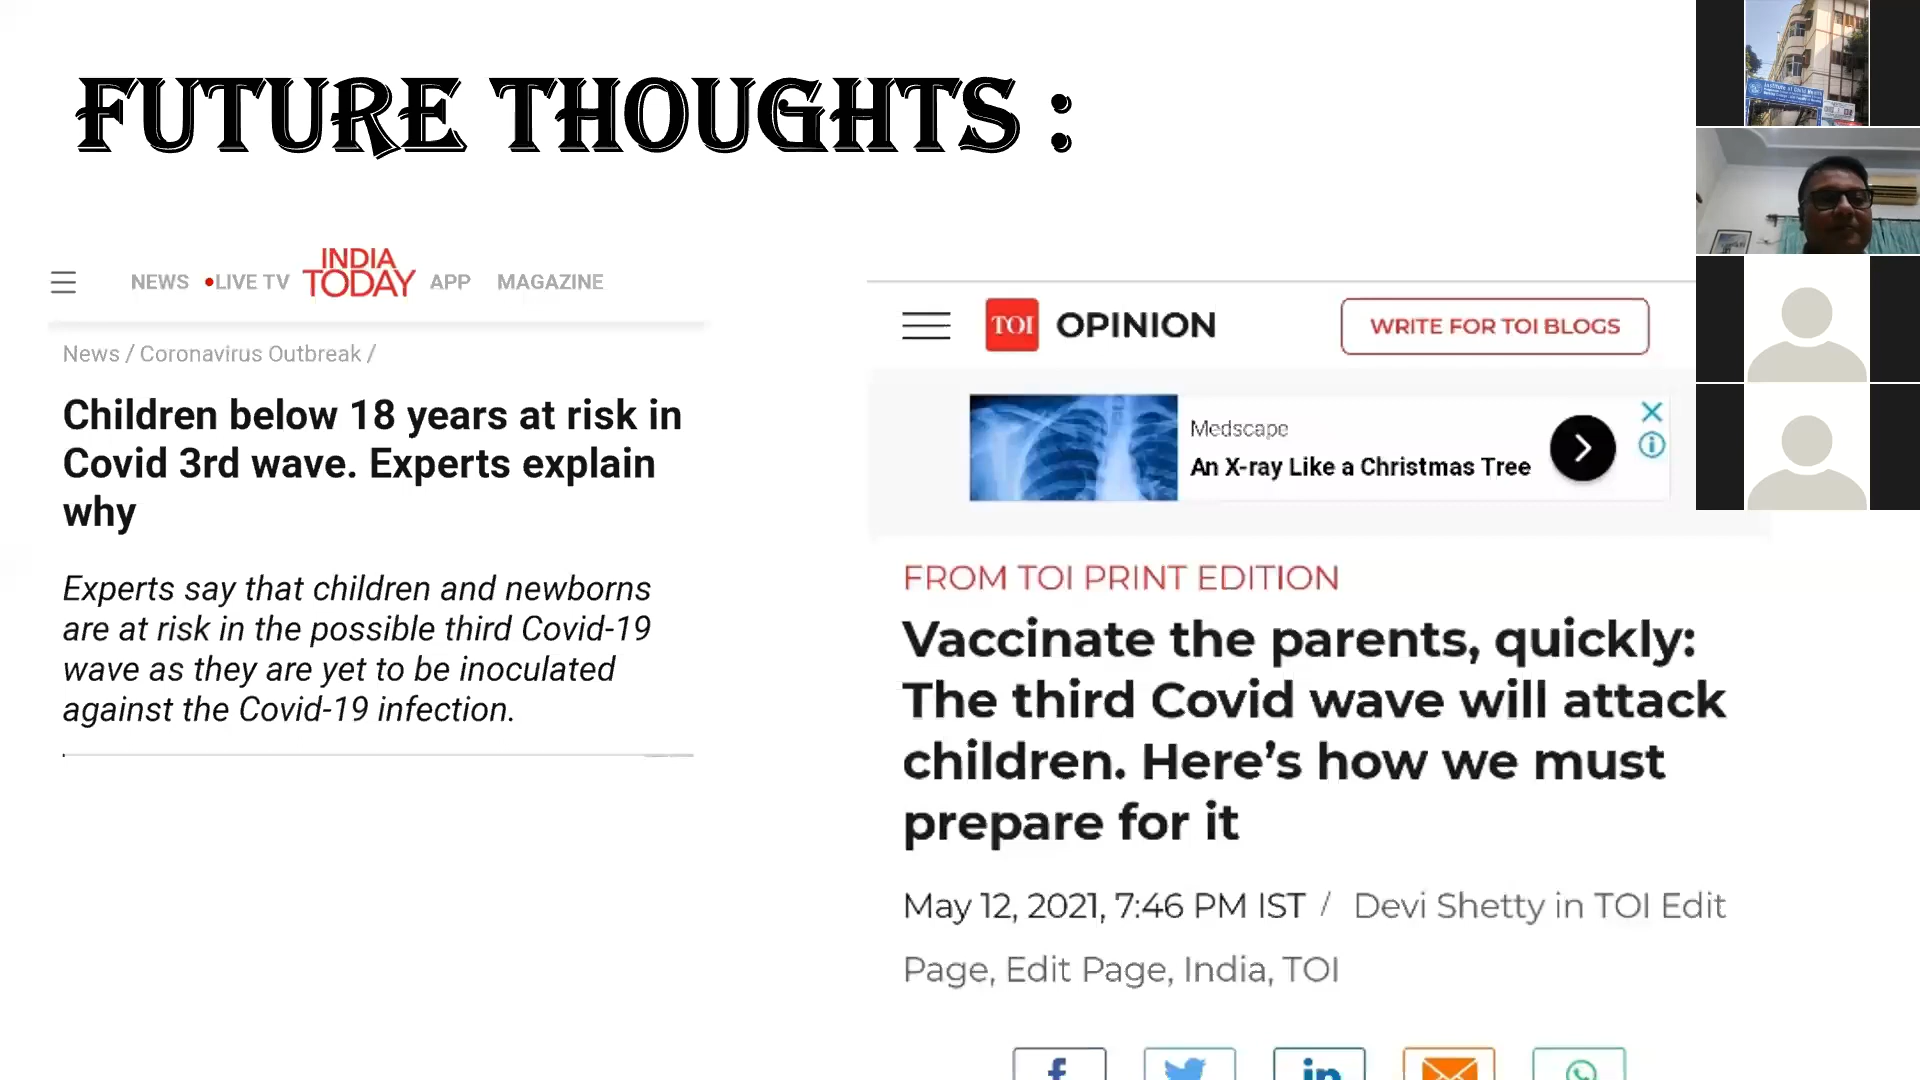 FUTURE THOUGHTS :
NEWS LIVE TV INDIA TODAY APP MAGAZINE
News / Coronavirus Outbreak /
Children below 18 years at risk in
Covid 3rd wave. Experts explain
why
Experts say that children and newborns
are at risk in the possible third Covid-19
wave as they are yet to be inoculated
against the Covid-19 infection.
TOI OPINION
WRITE FOR TOI BLOGS
Medscape
An X-ray Like a Christmas Tree
FROM TOI PRINT EDITION
Vaccinate the parents, quickly:
The third Covid wave will attack
children. Here's how we must
prepare for it
May 12, 2021, 7:46 PM IST / Devi Shetty in TOI Edit
Page, Edit Page, India, TOI
Institute of Child Health